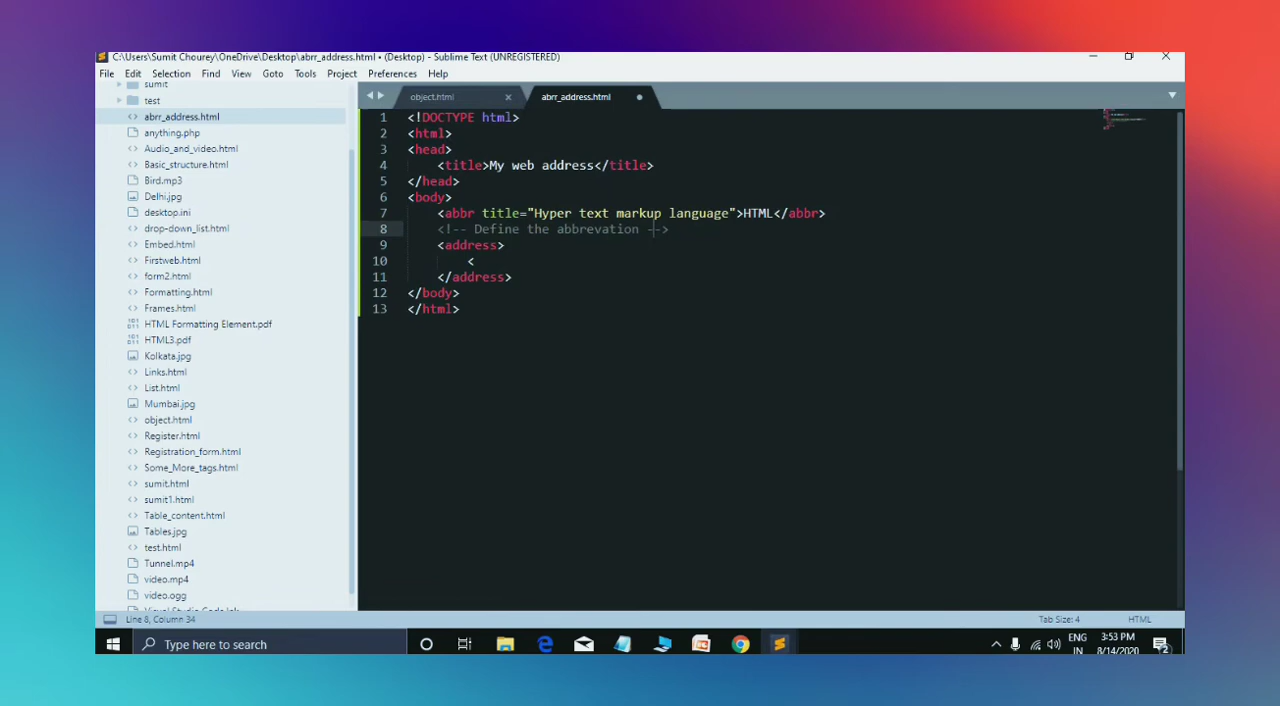 C:\Users\Sumit Chourey\OneDrive\Desktop\abrr_address.html • (Desktop) - Sublime Text (UNREGISTERED)
File Edit Selection Find View Goto Tools Project Preferences Help
sumit
test
abrr_address.html
anything.php
Audio_and_video.html
Basic_structure.html
Bird.mp3
Delhi.jpg
desktop.ini
drop-down_list.html
Embed.html
Firstweb.html
form2.html
Formatting.html
Frames.html
HTML Formatting Element.pdf
HTML3.pdf
Kolkata.jpg
Links.html
List.html
Mumbai.jpg
object.html
Register.html
Registration_form.html
Some_More_tags.html
sumit.html
sumit1.html
Table_content.html
Tables.jpg
test.html
Tunnel.mp4
video.mp4
video.ogg
Visual Studio Code.lnk
object.html
abrr_address.html
1 <!DOCTYPE html>
2 <html>
3 <head>
4 <title>My web address</title>
5 </head>
6 <body>
7 <abbr title="Hyper text markup language">HTML</abbr>
8 <!-- Define the abbrevation -->
9 <address>
10 <
11 </address>
12 </body>
13 </html>
Line 8, Column 34
Tab Size: 4
HTML
Type here to search
ENG
IN
3:53 PM
8/14/2020
2